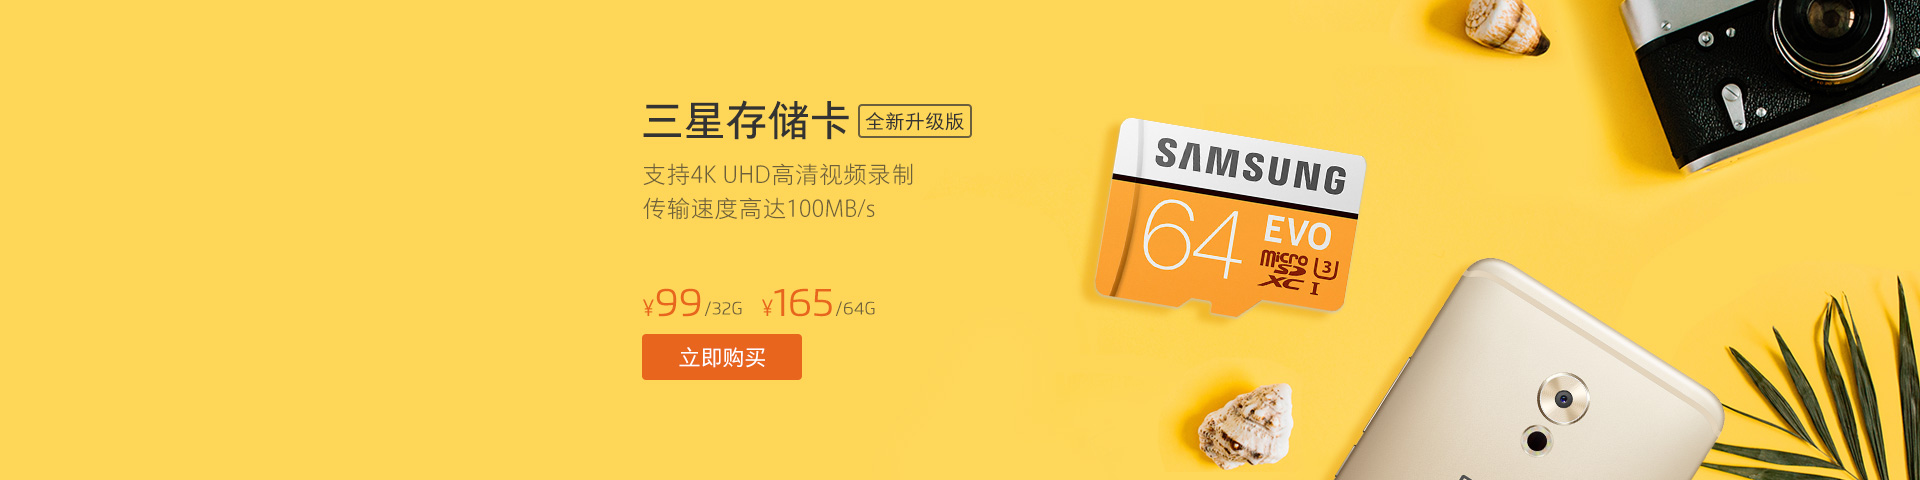 三星存储卡 全新升级版
支持4K UHD高清视频录制
传输速度高达100MB/s
¥99/32G ¥165/64G
立即购买
SAMSUNG
64 EVO
micro
SD
XC I U3